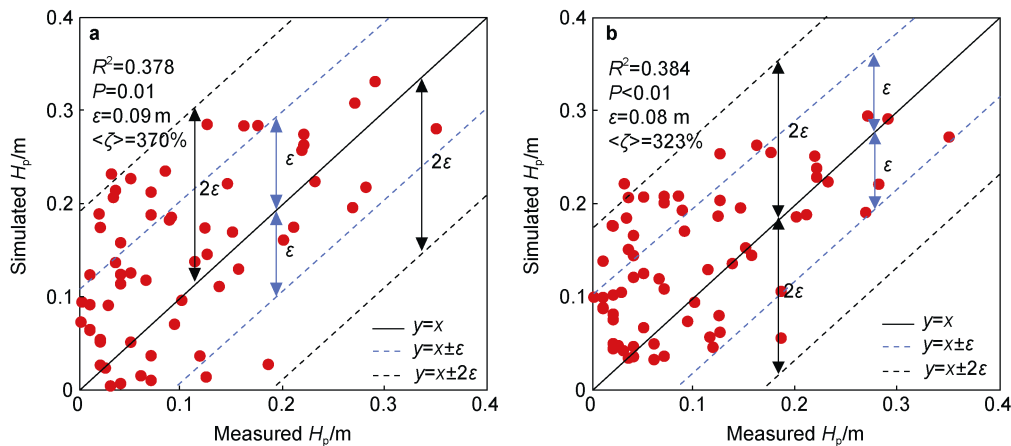 a
R²=0.378
P=0.01
ε=0.09 m
<ζ>=370%
2ε
ε
ε
2ε
y=x
y=x±ε
y=x±2ε
0.4
0.3
0.2
0.1
0
0
0.1
0.2
0.3
0.4
Simulated Hₚ/m
Measured Hₚ/m
b
R²=0.384
P<0.01
ε=0.08 m
<ζ>=323%
2ε
ε
ε
2ε
y=x
y=x±ε
y=x±2ε
0.4
0.3
0.2
0.1
0
0
0.1
0.2
0.3
0.4
Simulated Hₚ/m
Measured Hₚ/m